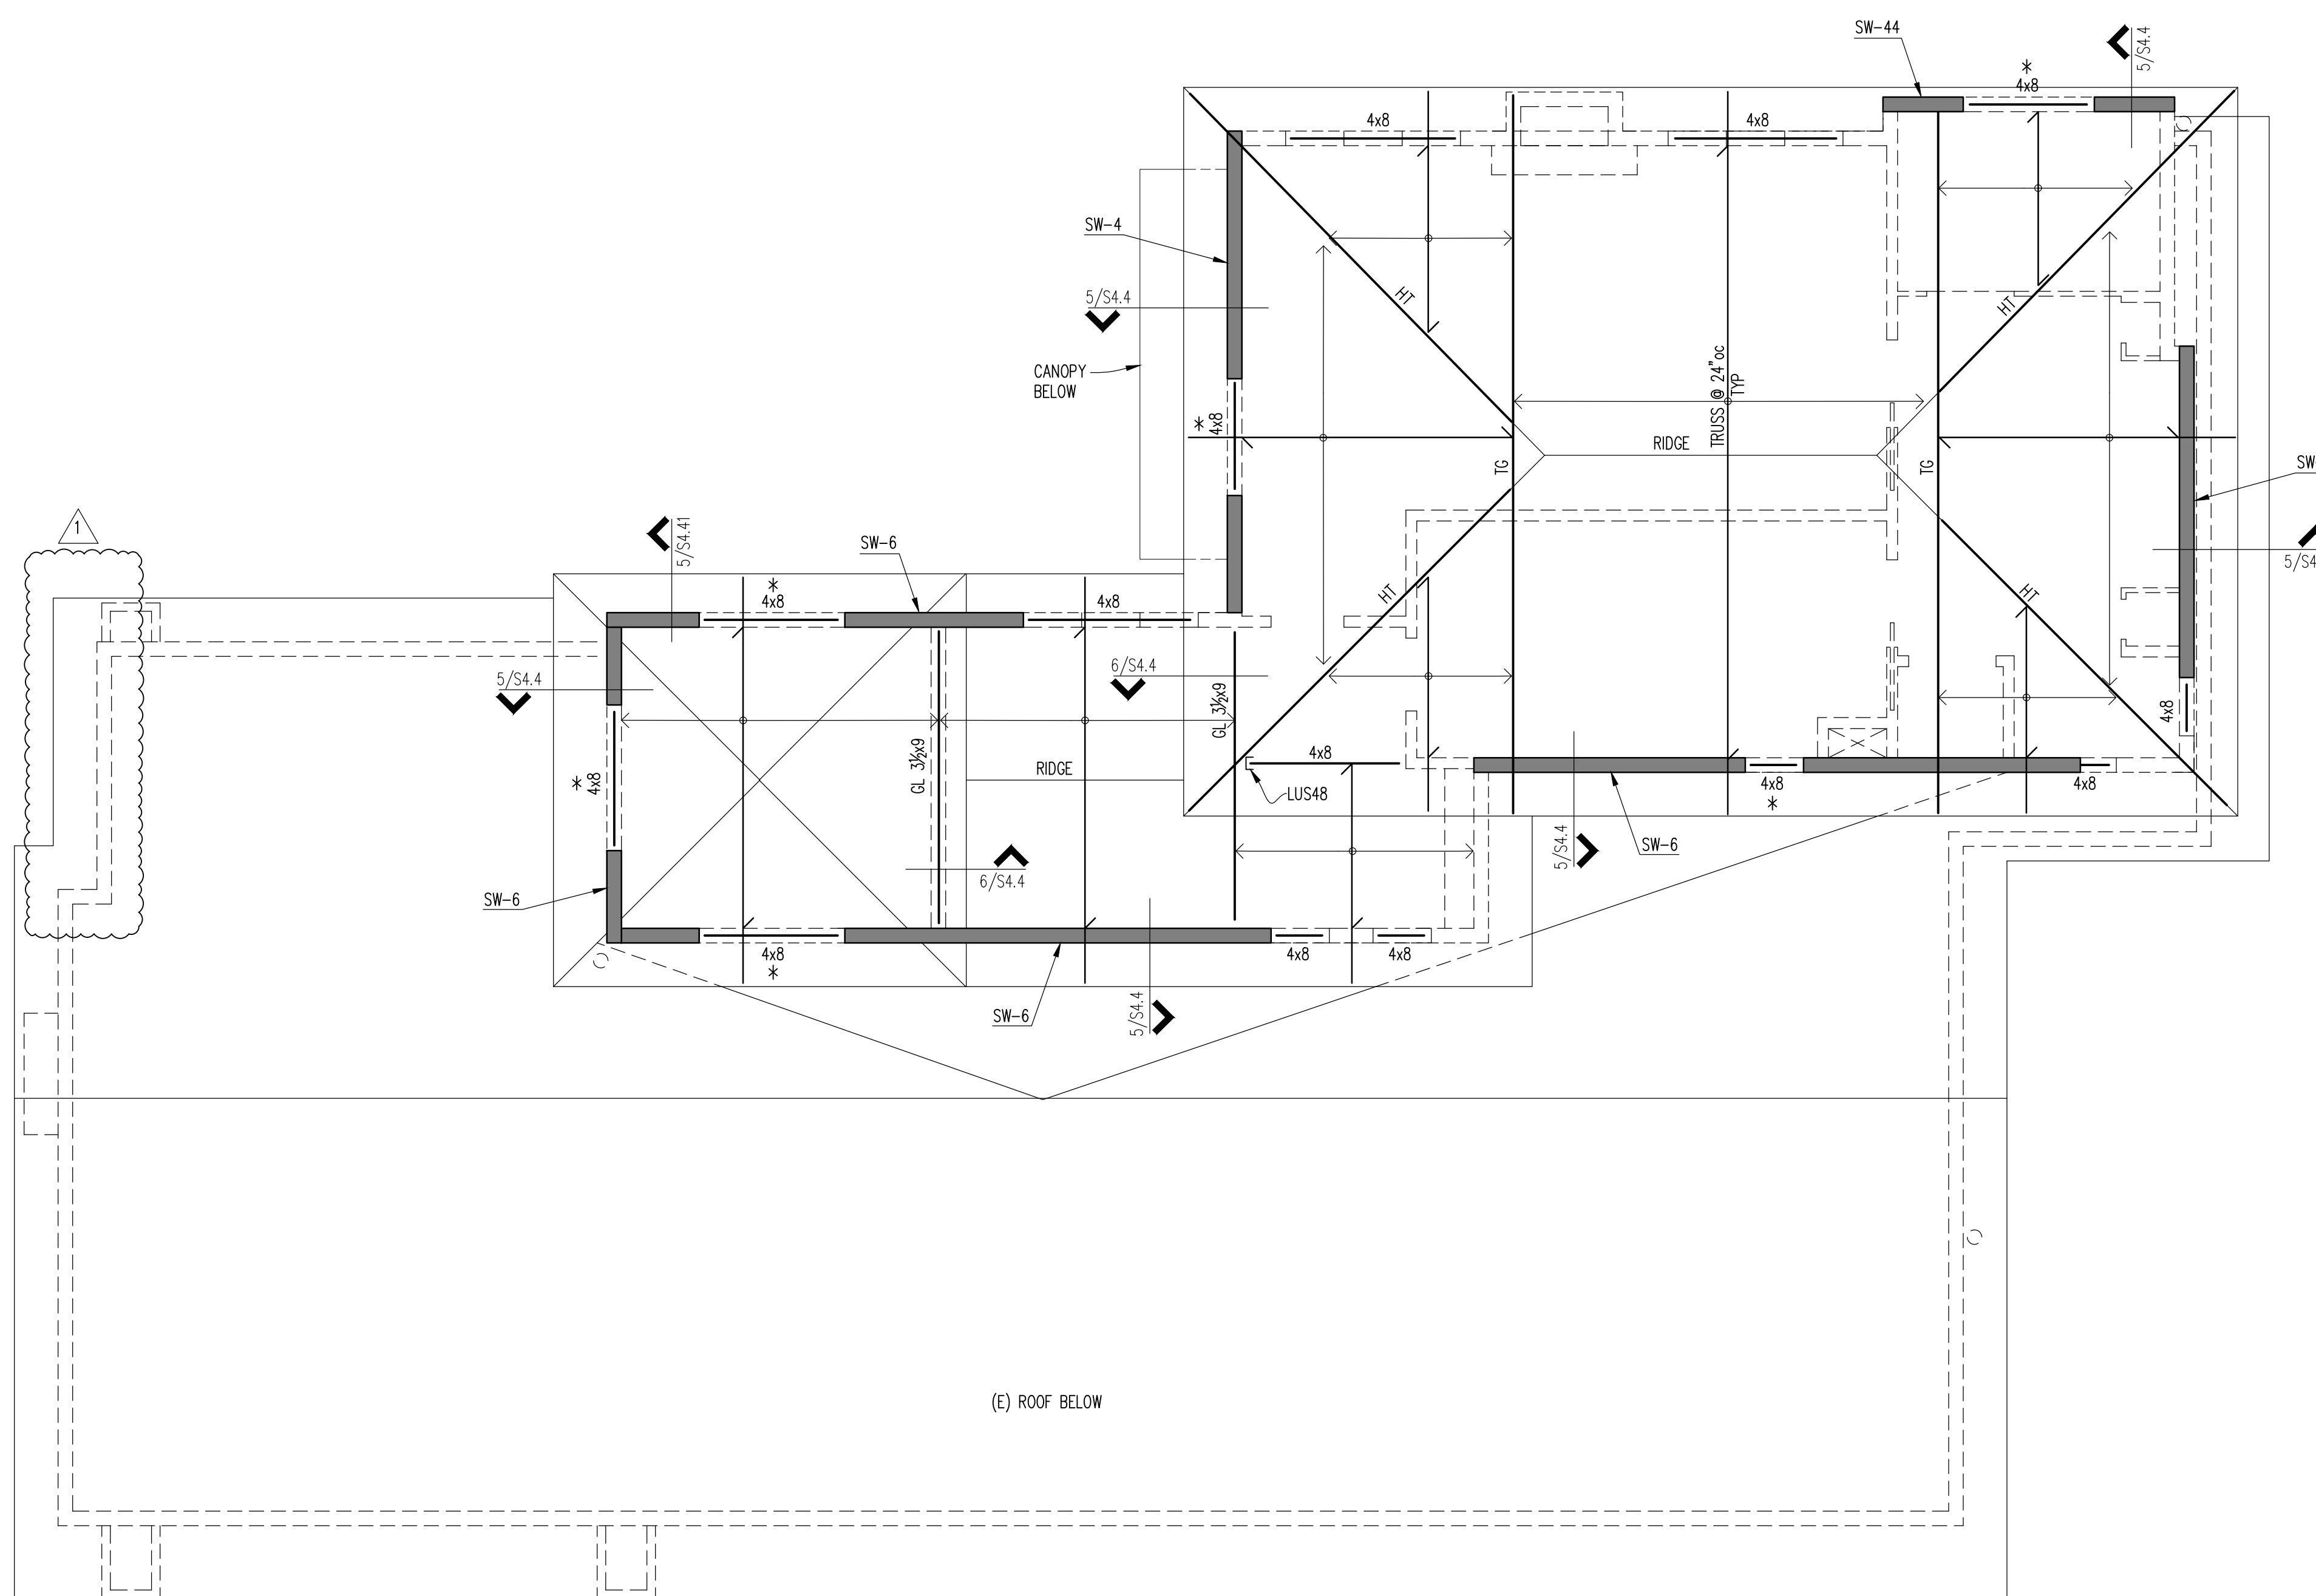 SW-44
5/S4.4
*
4x8
4x8
4x8
SW-4
5/S4.4
HT
HT
CANOPY
BELOW
TRUSS @ 24"oc
TYP
*
4x8
RIDGE
TG
TG
SW
1
5/S4.41
SW-6
5/S4
*
4x8
4x8
HT
HT
5/S4.4
6/S4.4
GL 3½x9
4x8
GL 3½x9
RIDGE
4x8
*
4x8
LUS48
4x8
*
4x8
5/S4.4
SW-6
6/S4.4
SW-6
4x8
*
4x8
4x8
SW-6
5/S4.4
(E) ROOF BELOW